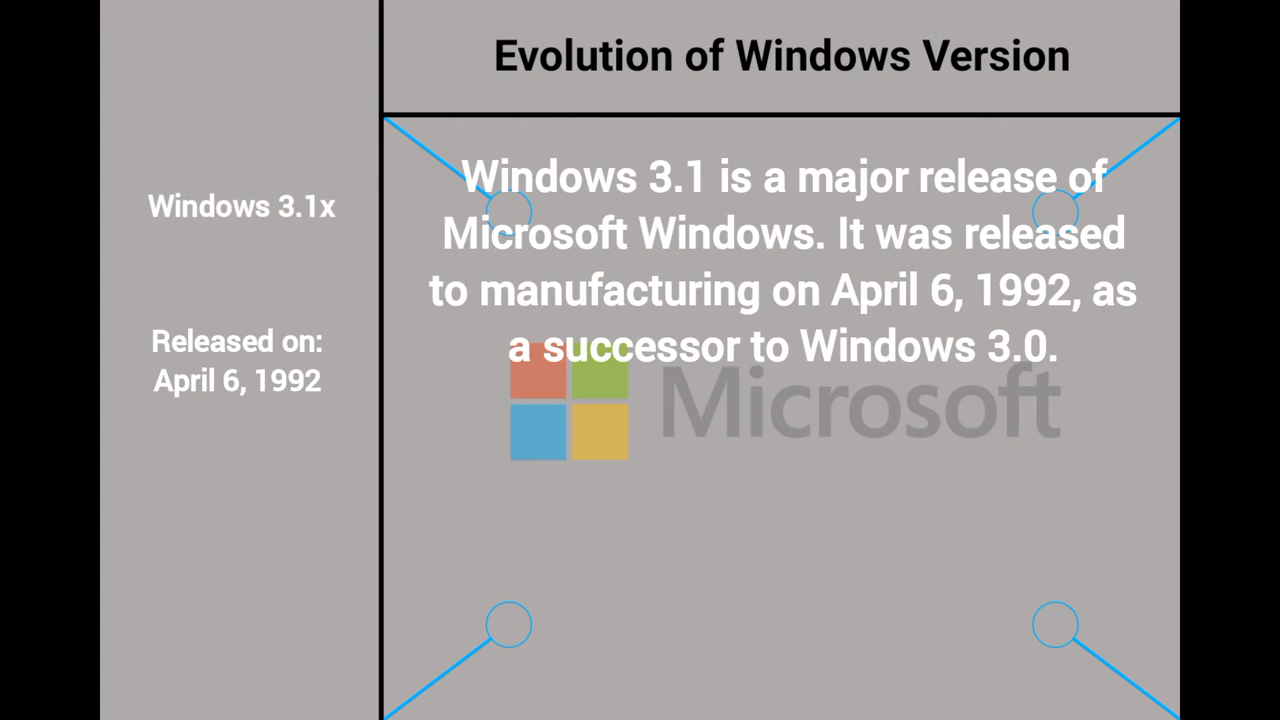 Evolution of Windows Version
Windows 3.1x
Released on:
April 6, 1992
Windows 3.1 is a major release of
Microsoft Windows. It was released
to manufacturing on April 6, 1992, as
a successor to Windows 3.0.
Microsoft